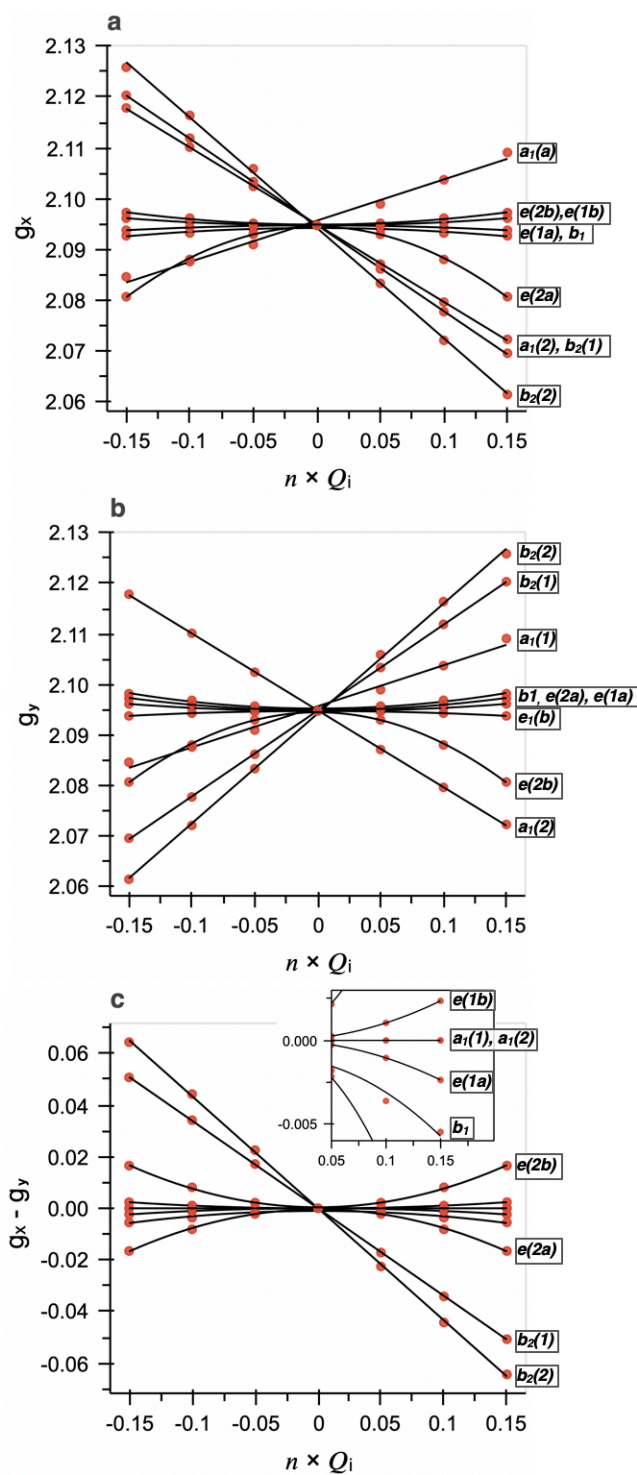 a
2.13
2.12
2.11
2.10
2.09
2.08
2.07
2.06
gx
a₁(a)
e(2b),e(1b)
e(1a), b₁
e(2a)
a₁(2), b₂(1)
b₂(2)
-0.15 -0.1 -0.05 0 0.05 0.10 0.15
n × Qi
b
2.13
2.12
2.11
2.10
2.09
2.08
2.07
2.06
gy
b₂(2)
b₂(1)
a₁(1)
b1, e(2a), e(1a)
e₁(b)
e(2b)
a₁(2)
-0.15 -0.1 -0.05 0 0.05 0.10 0.15
n × Qi
c
0.06
0.04
0.02
0.00
-0.02
-0.04
-0.06
gx - gy
0.000
-0.005
0.05 0.1 0.15
e(1b)
a₁(1), a₁(2)
e(1a)
b₁
e(2b)
e(2a)
b₂(1)
b₂(2)
-0.15 -0.1 -0.05 0 0.05 0.10 0.15
n × Qi